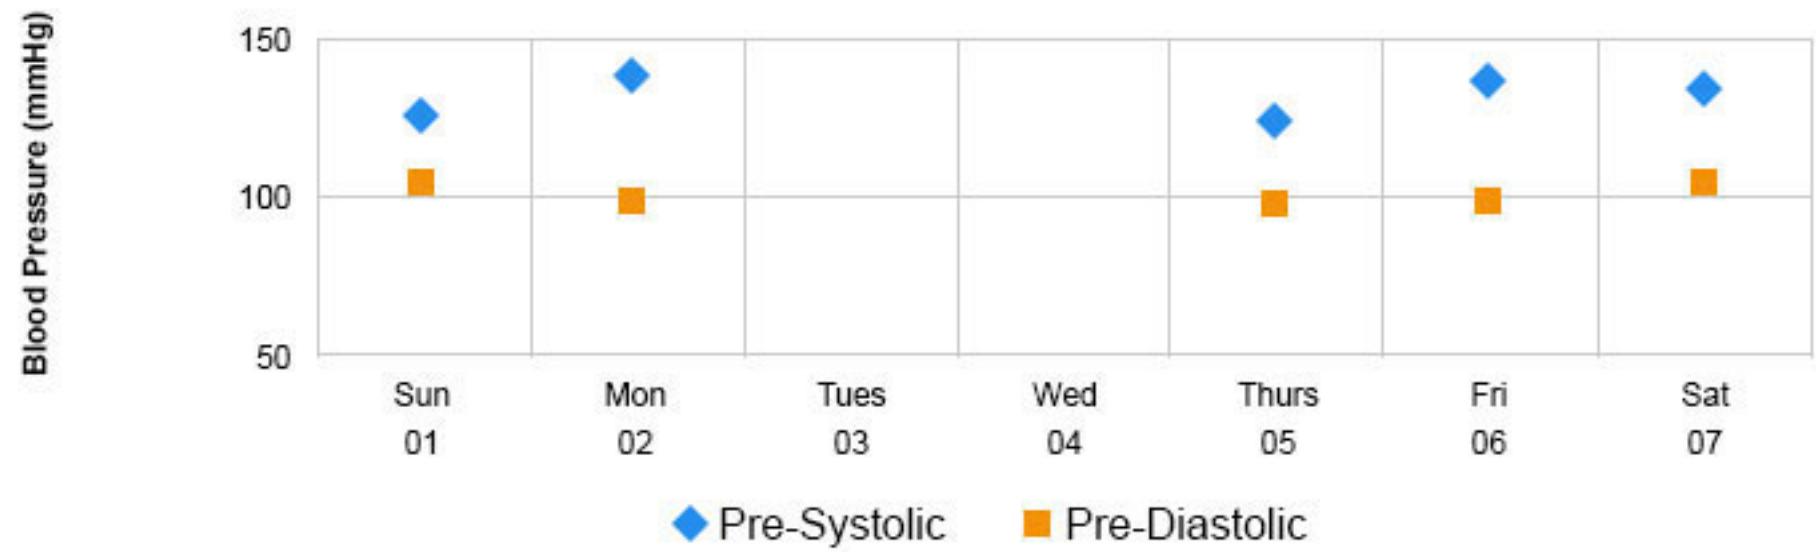 Blood Pressure (mmHg)
150
100
50
Sun Mon Tues Wed Thurs Fri Sat
01 02 03 04 05 06 07
Pre-Systolic Pre-Diastolic